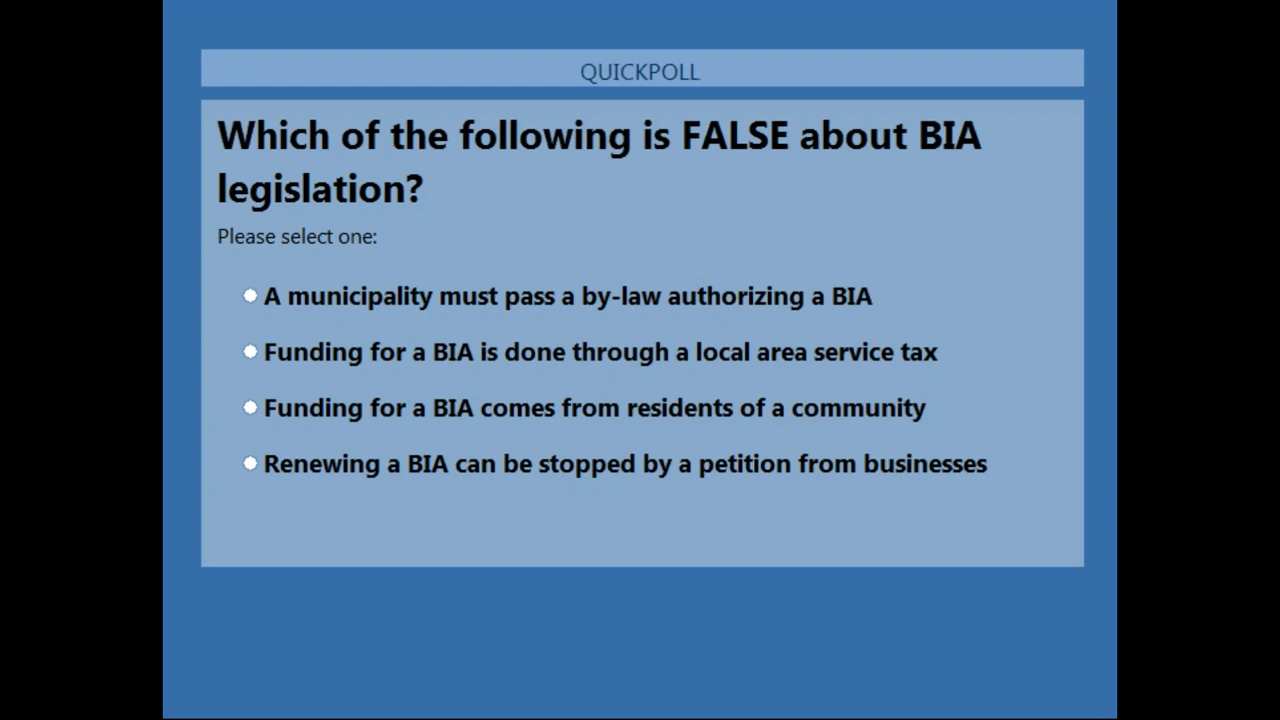 QUICKPOLL
Which of the following is FALSE about BIA
legislation?
Please select one:
A municipality must pass a by-law authorizing a BIA
Funding for a BIA is done through a local area service tax
Funding for a BIA comes from residents of a community
Renewing a BIA can be stopped by a petition from businesses